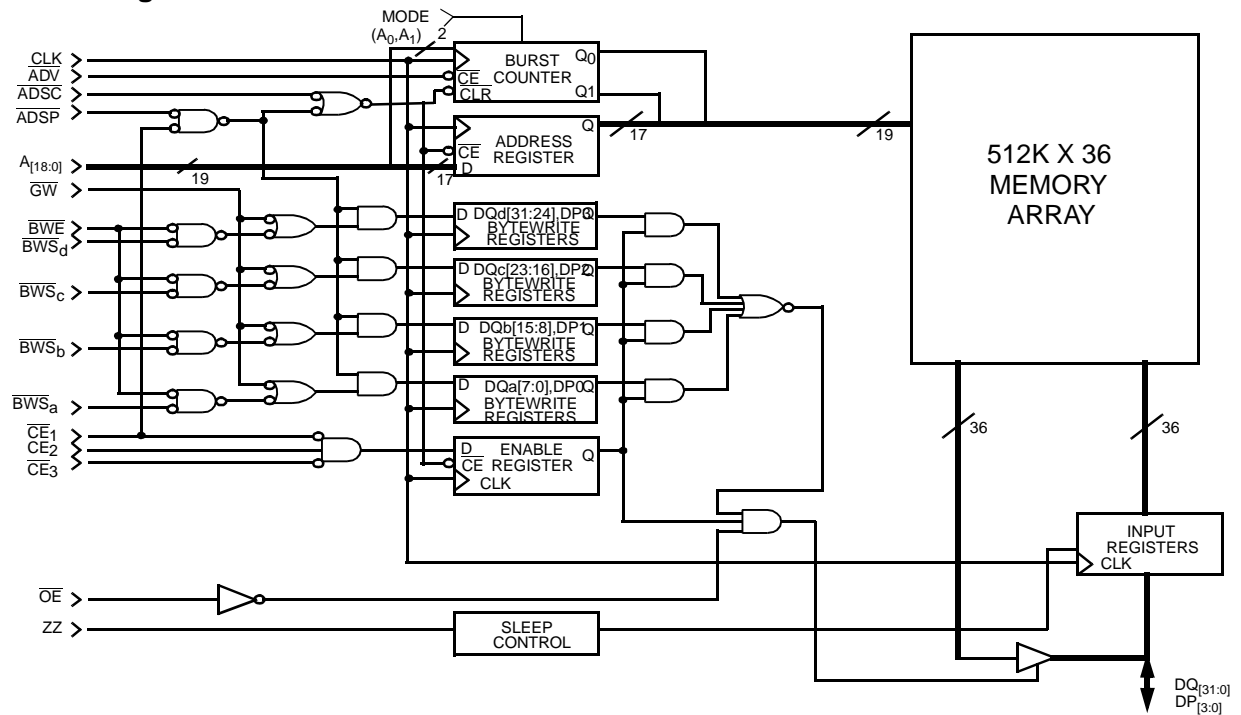 MODE
(A0,A1)
2
CLK
ADV
ADSC
ADSP
A[18:0]
19
GW
BWE
BWSd
BWSc
BWSb
BWSa
CE1
CE2
CE3
OE
ZZ
BURST
COUNTER
CE
CLR
Q0
Q1
ADDRESS
REGISTER
CE
D
Q
17
17
19
D DQd[31:24],DP3 Q
BYTEWRITE
REGISTERS
D DQc[23:16],DP2 Q
BYTEWRITE
REGISTERS
D DQb[15:8],DP1 Q
BYTEWRITE
REGISTERS
D DQa[7:0],DP0 Q
BYTEWRITE
REGISTERS
D ENABLE Q
CE REGISTER
CLK
SLEEP
CONTROL
512K X 36
MEMORY
ARRAY
36
36
INPUT
REGISTERS
CLK
DQ[31:0]
DP[3:0]